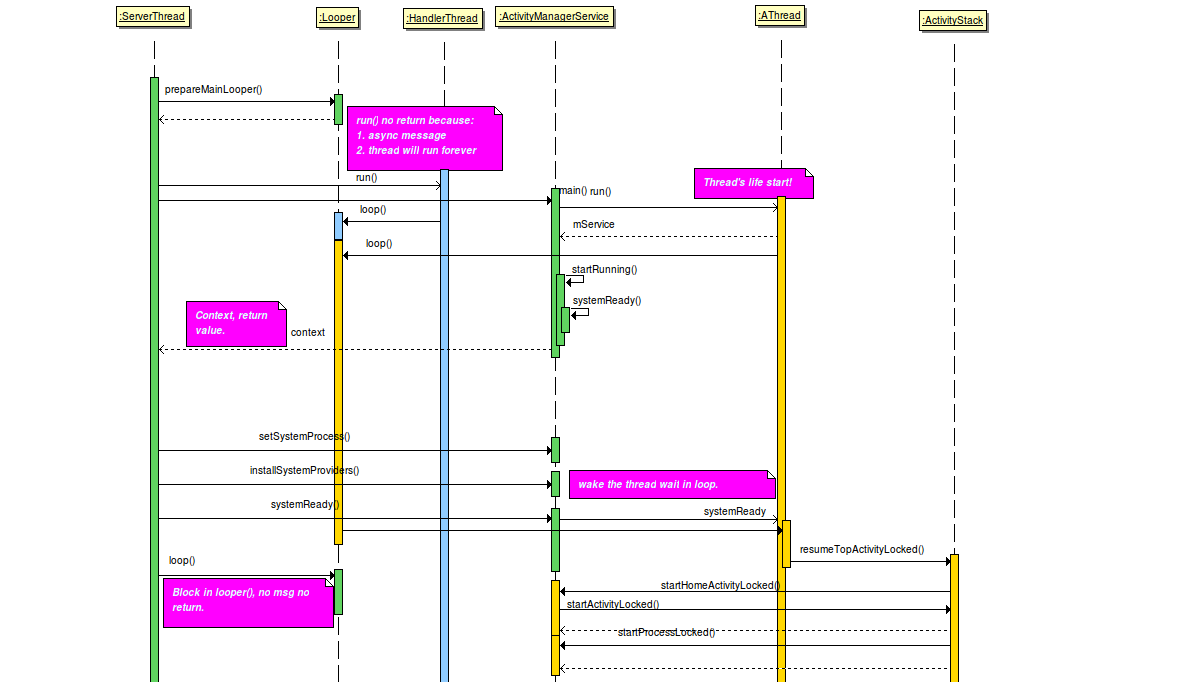 :ServerThread
:Looper
:HandlerThread
:ActivityManagerService
:AThread
:ActivityStack
prepareMainLooper()
run() no return because:
1. async message
2. thread will run forever
run()
Thread's life start!
main()
run()
loop()
mService
loop()
startRunning()
systemReady()
Context, return
value.
context
setSystemProcess()
installSystemProviders()
wake the thread wait in loop.
systemReady()
systemReady
resumeTopActivityLocked()
loop()
startHomeActivityLocked()
Block in looper(), no msg no
return.
startActivityLocked()
startProcessLocked()